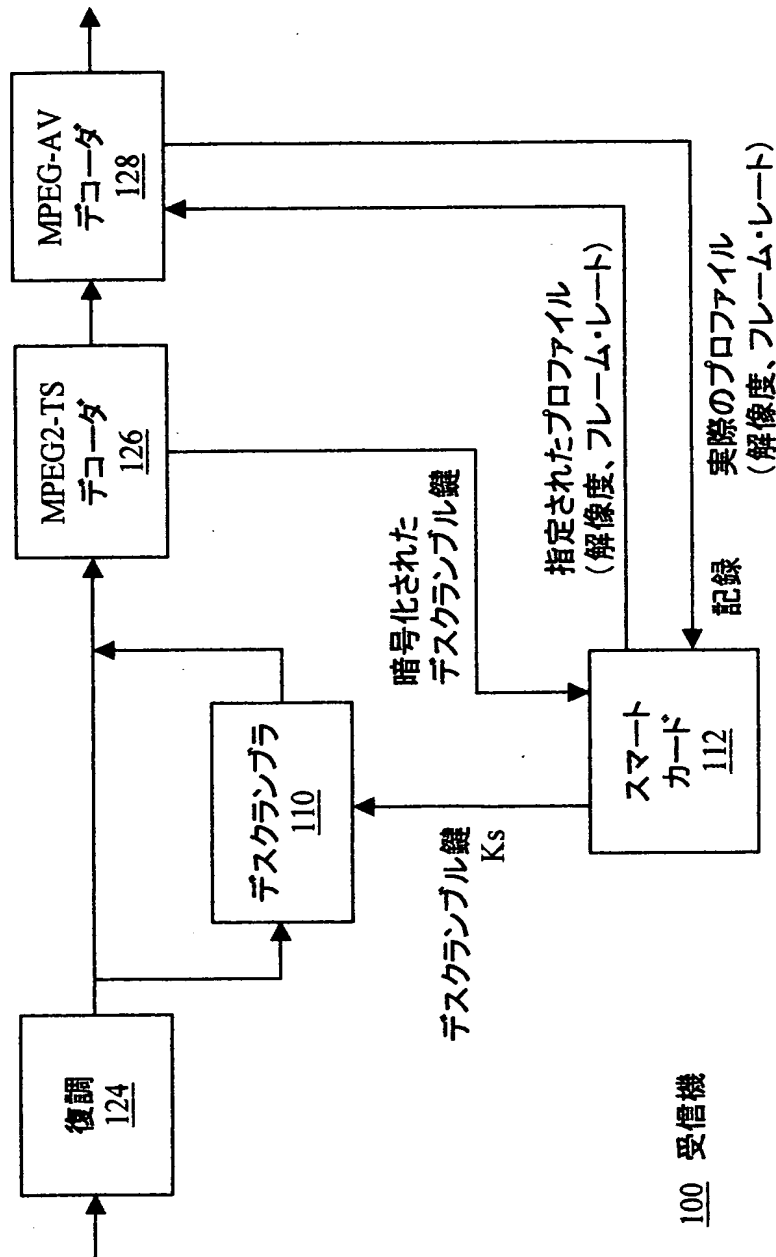 復調
124
デスクランブラ
110
MPEG2-TS
デコーダ
126
MPEG-AV
デコーダ
128
デスクランブル鍵
Ks
暗号化された
デスクランブル鍵
指定されたプロファイル
(解像度、フレーム・レート)
スマート
カード
112
記録
実際のプロファイル
(解像度、フレーム・レート)
100 受信機